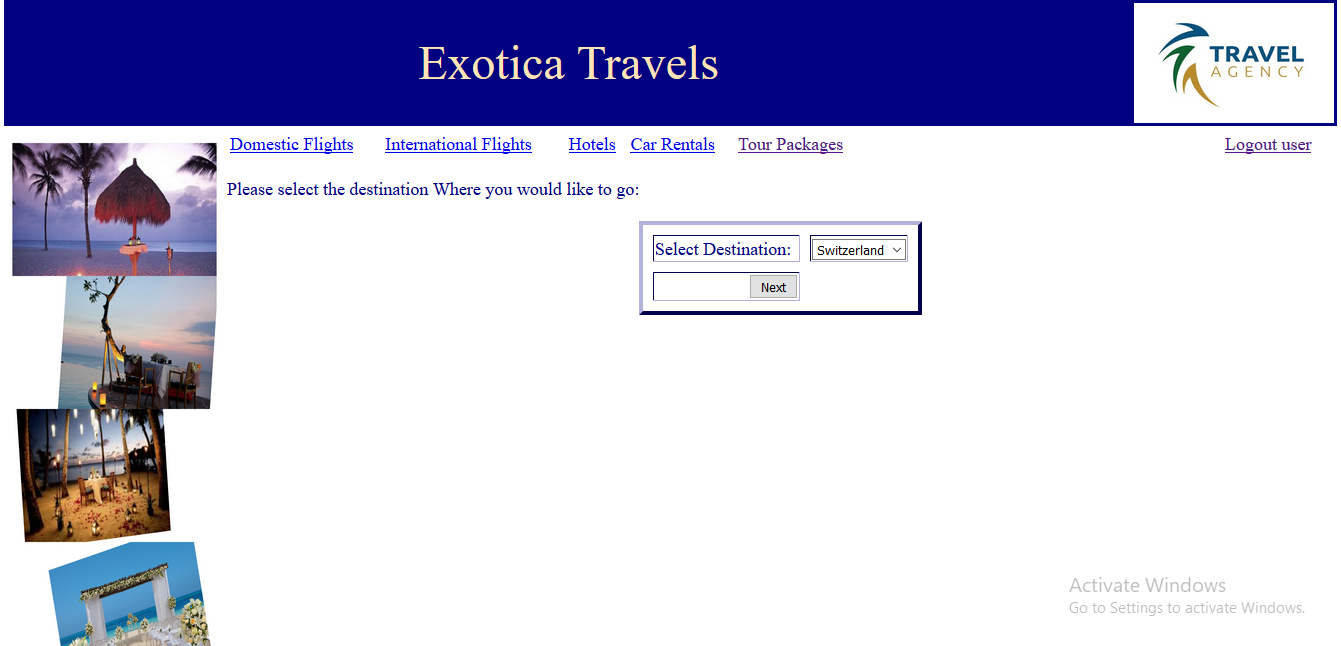 Exotica Travels
TRAVEL
AGENCY
Domestic Flights International Flights Hotels Car Rentals Tour Packages Logout user
Please select the destination Where you would like to go:
Select Destination: Switzerland
Next
Activate Windows
Go to Settings to activate Windows.